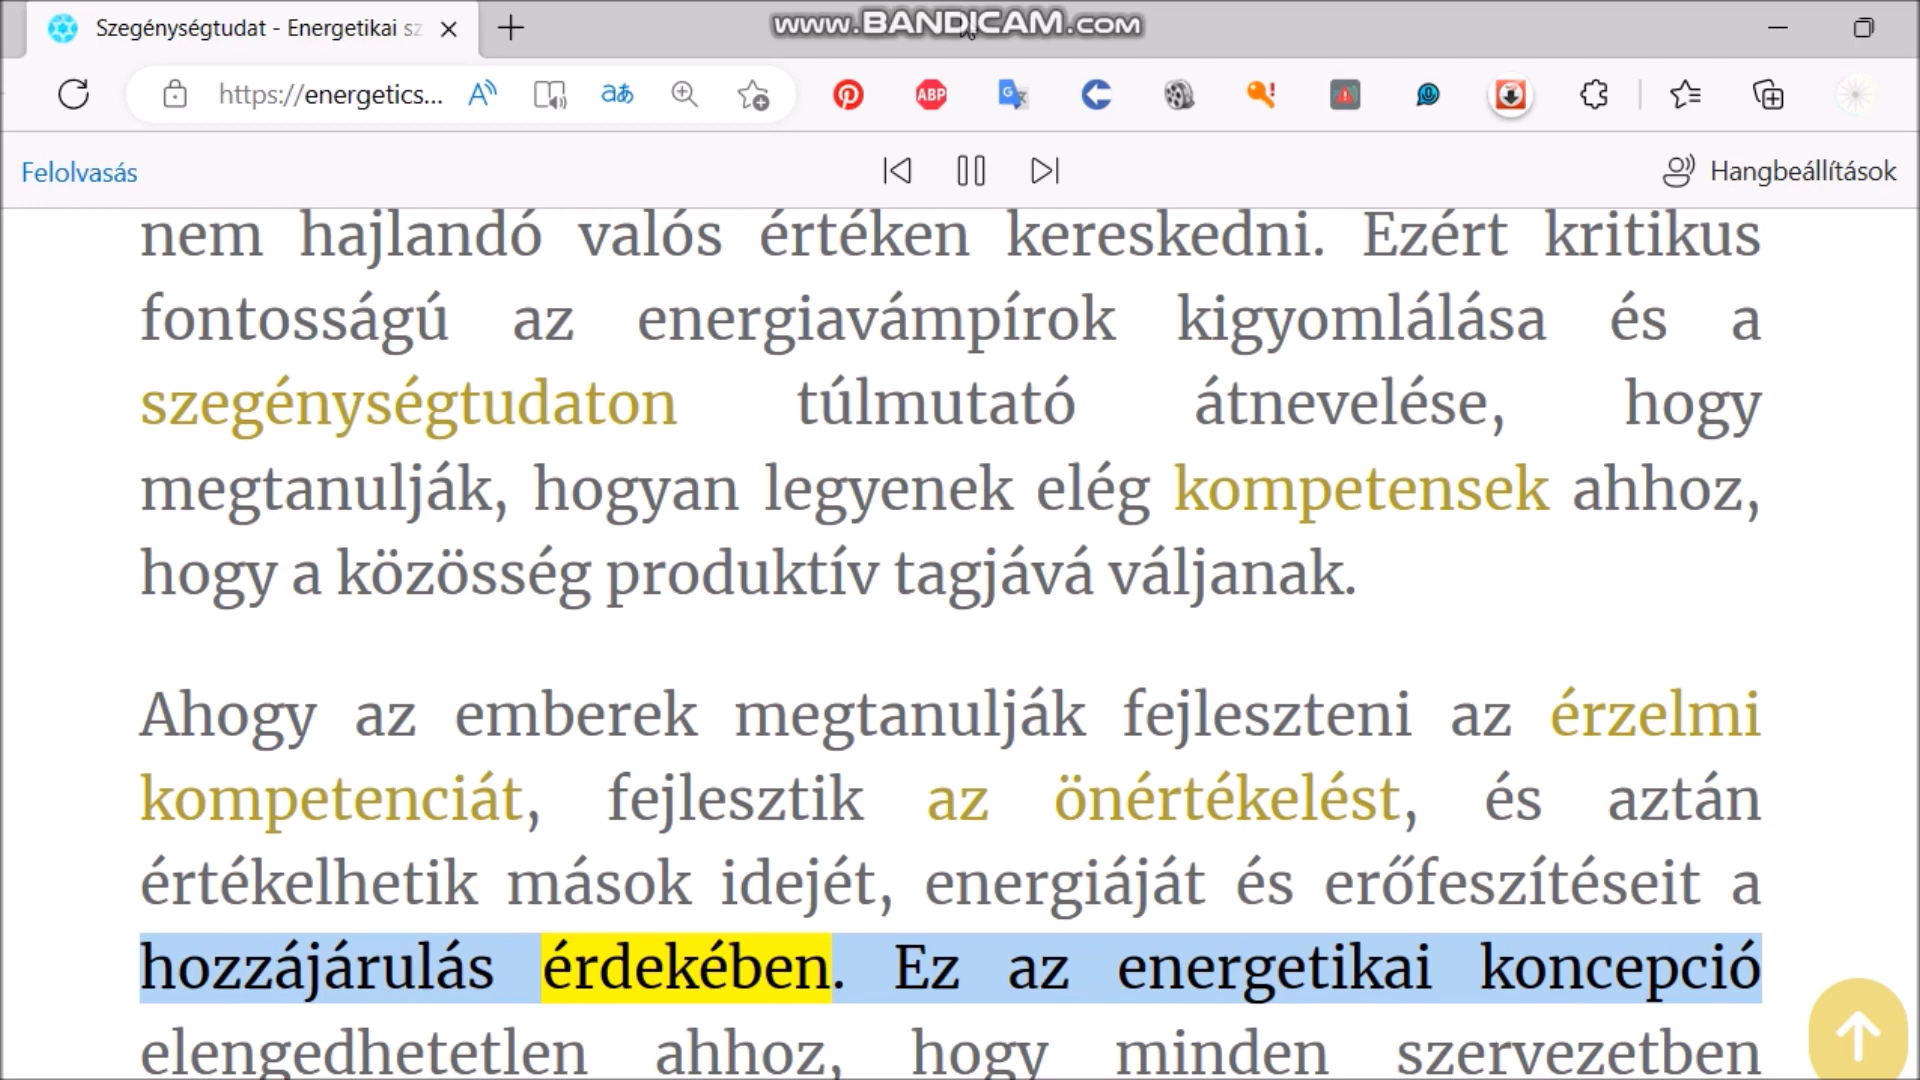 Szegénységtudat - Energetikai sz
www.BANDICAM.com
https://energetics...
ABP
Felolvasás
Hangbeállítások
nem hajlandó valós értéken kereskedni. Ezért kritikus
fontosságú az energiavámpírok kigyomlálása és a
szegénységtudaton túlmutató átnevelése, hogy
megtanulják, hogyan legyenek elég kompetensek ahhoz,
hogy a közösség produktív tagjává váljanak.
Ahogy az emberek megtanulják fejleszteni az érzelmi
kompetenciát, fejlesztik az önértékelést, és aztán
értékelhetik mások idejét, energiáját és erőfeszítéseit a
hozzájárulás érdekében. Ez az energetikai koncepció
elengedhetetlen ahhoz, hogy minden szervezetben